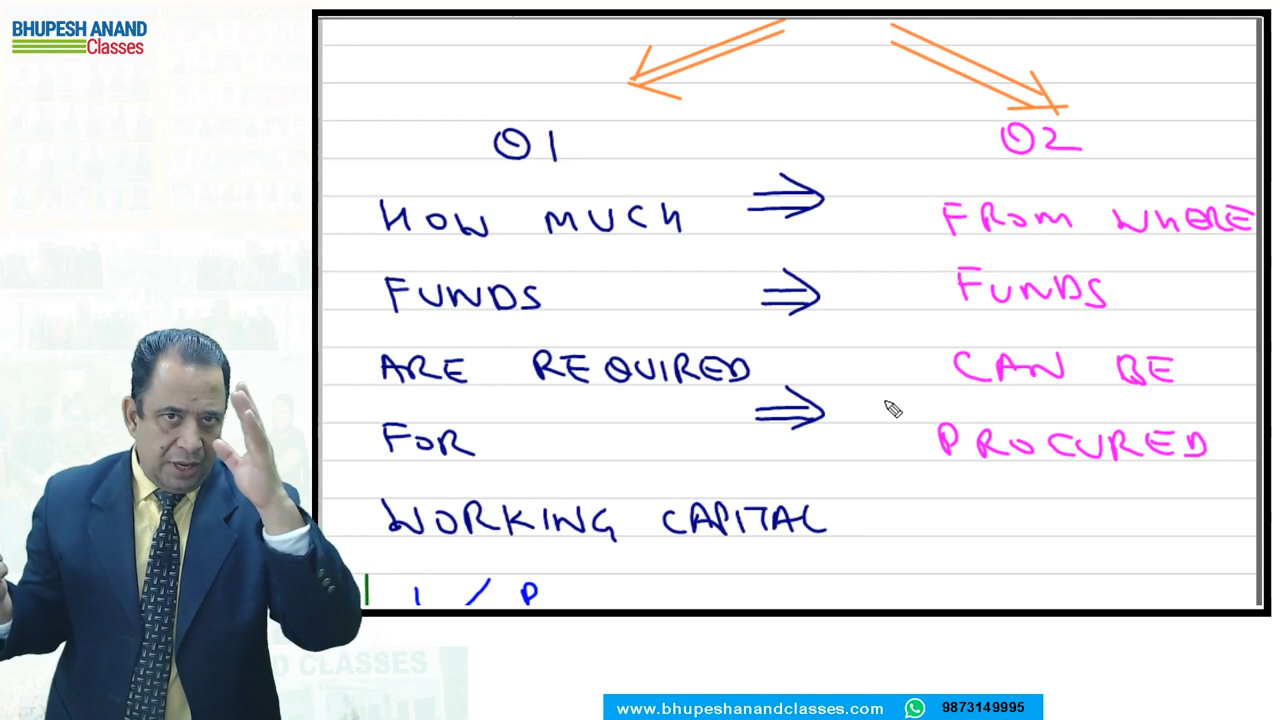 BHUPESH ANAND
Classes
Q1
HOW MUCH
FUNDS
ARE REQUIRED
FOR
WORKING CAPITAL
Q2
FROM WHERE
FUNDS
CAN BE
PROCURED
D CLASSES
www.bhupeshanandclasses.com 9873149995